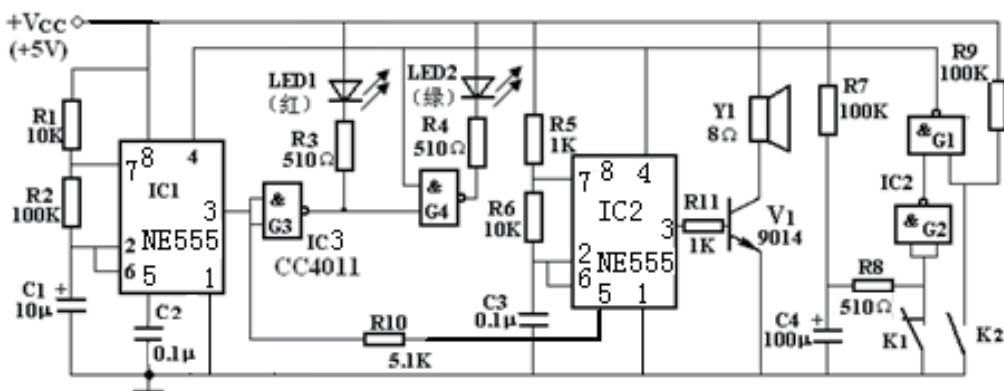 +VCC
(+5V)
R1
10K
R2
100K
C1
+
10μ
7
8
4
IC1
3
2
NE555
6
5
1
C2
0.1μ
LED1
(红)
R3
510Ω
&
G3
IC3
CC4011
LED2
(绿)
R4
510Ω
&
G4
R10
5.1K
R5
1K
R6
10K
C3
0.1μ
7
8
4
IC2
3
2
NE555
6
5
1
Y1
8Ω
R11
1K
V1
9014
R7
100K
C4
+
100μ
R8
510Ω
R9
100K
&
G1
IC2
&
G2
K1
K2